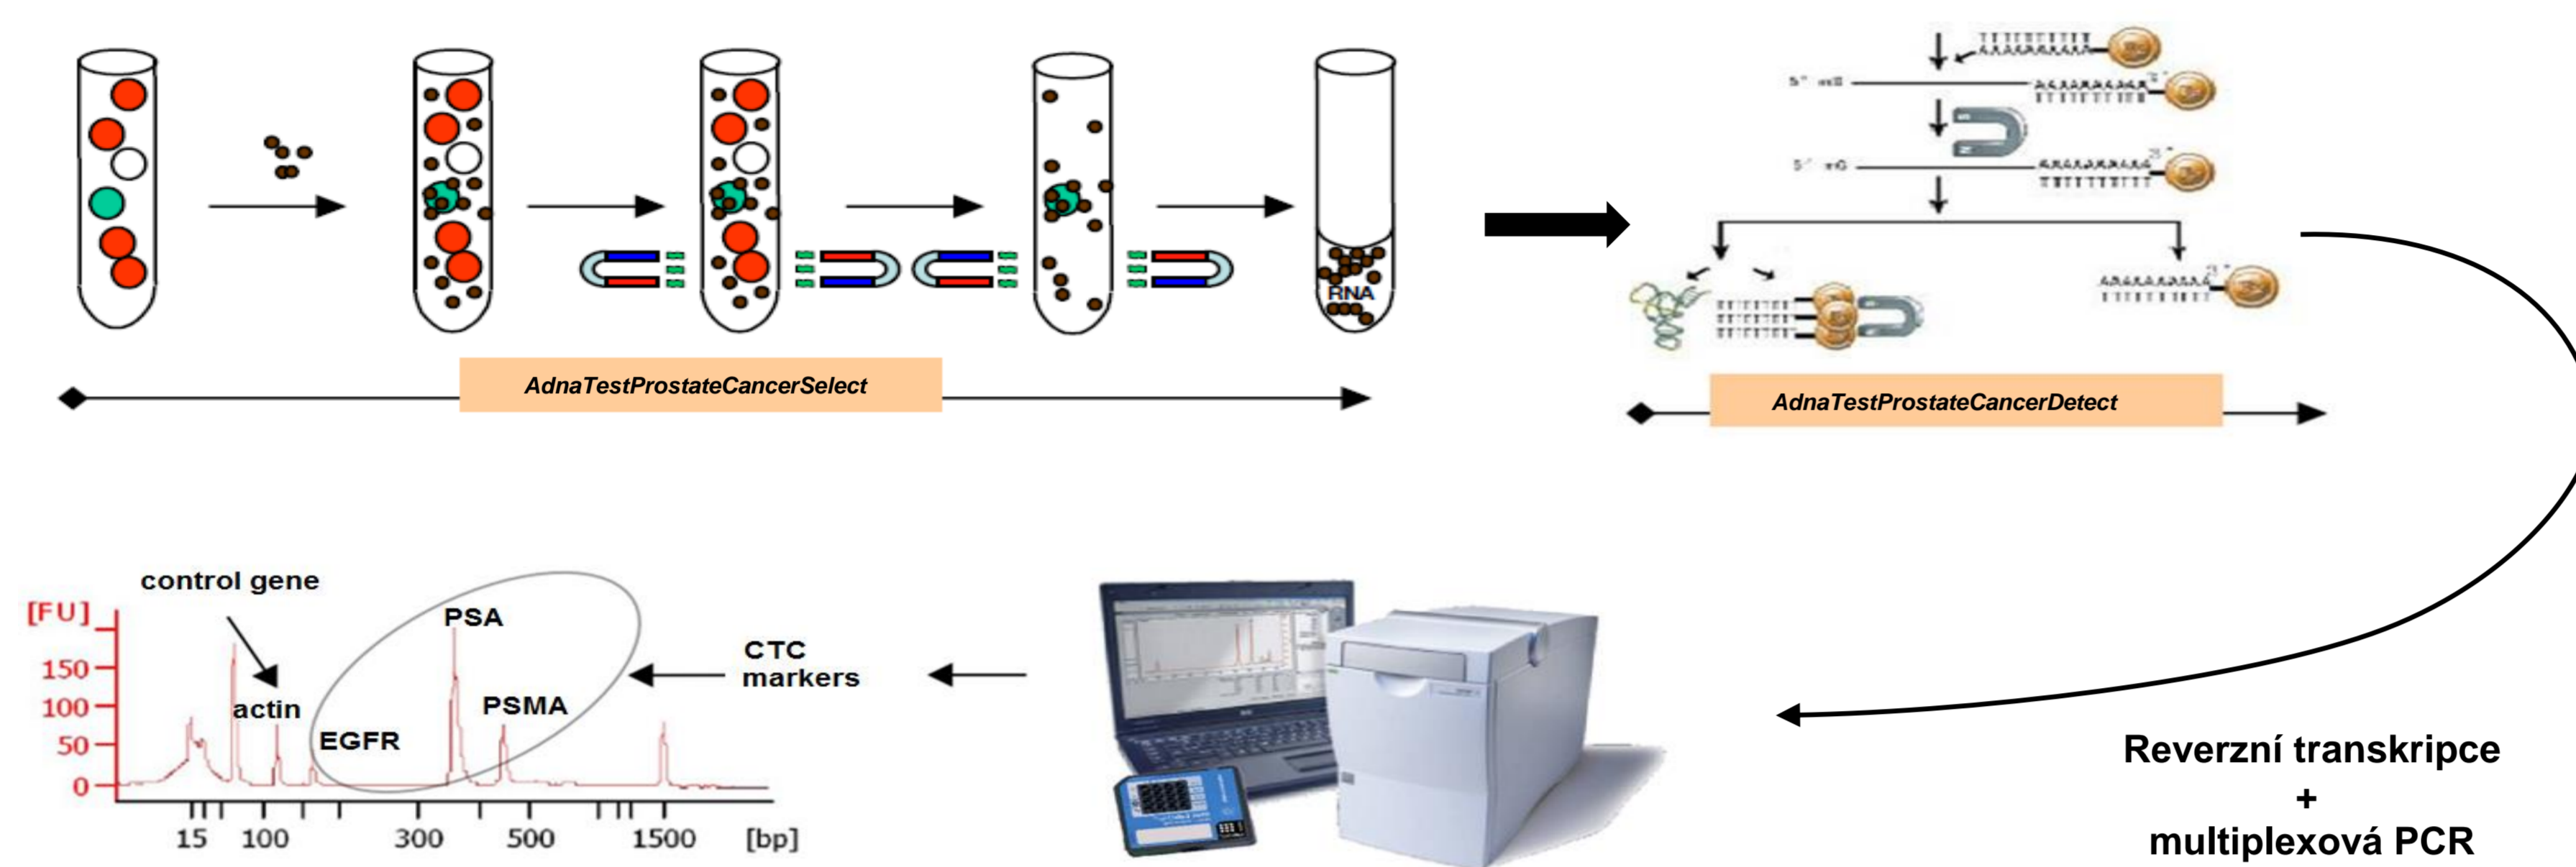 RNA
AdnaTestProstateCancerSelect
AdnaTestProstateCancerDetect
control gene
[FU]
PSA
150
100
50
0
actin
EGFR
PSMA
CTC
markers
15 100 300 500 1500 [bp]
Reverzní transkripce
+
multiplexová PCR